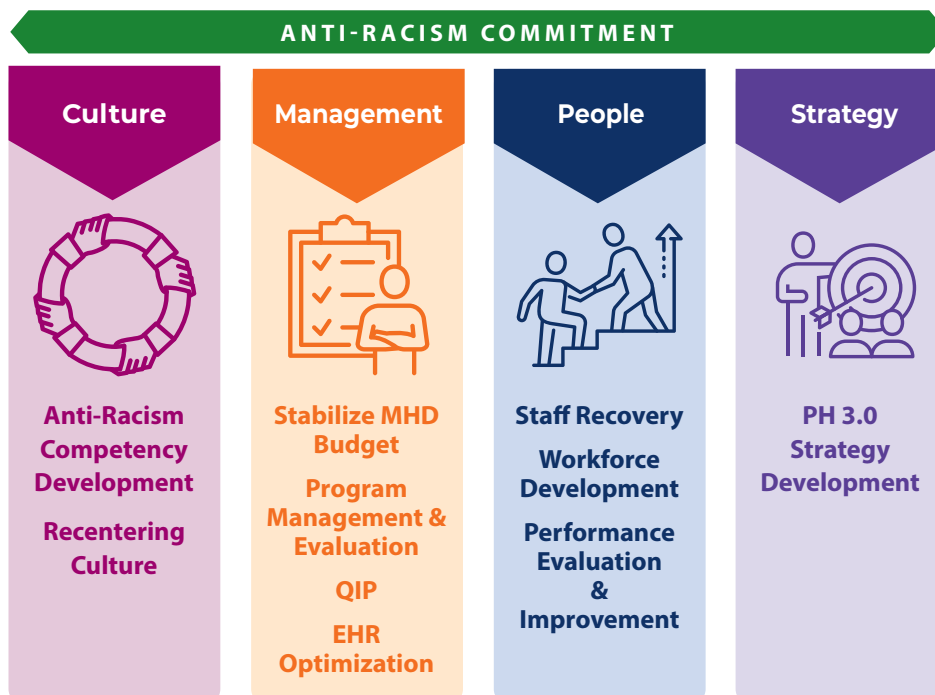 ANTI-RACISM COMMITMENT
Culture
Anti-Racism
Competency
Development
Recentering
Culture
Management
Stabilize MHD
Budget
Program
Management &
Evaluation
QIP
EHR
Optimization
People
Staff Recovery
Workforce
Development
Performance
Evaluation
&
Improvement
Strategy
PH 3.0
Strategy
Development